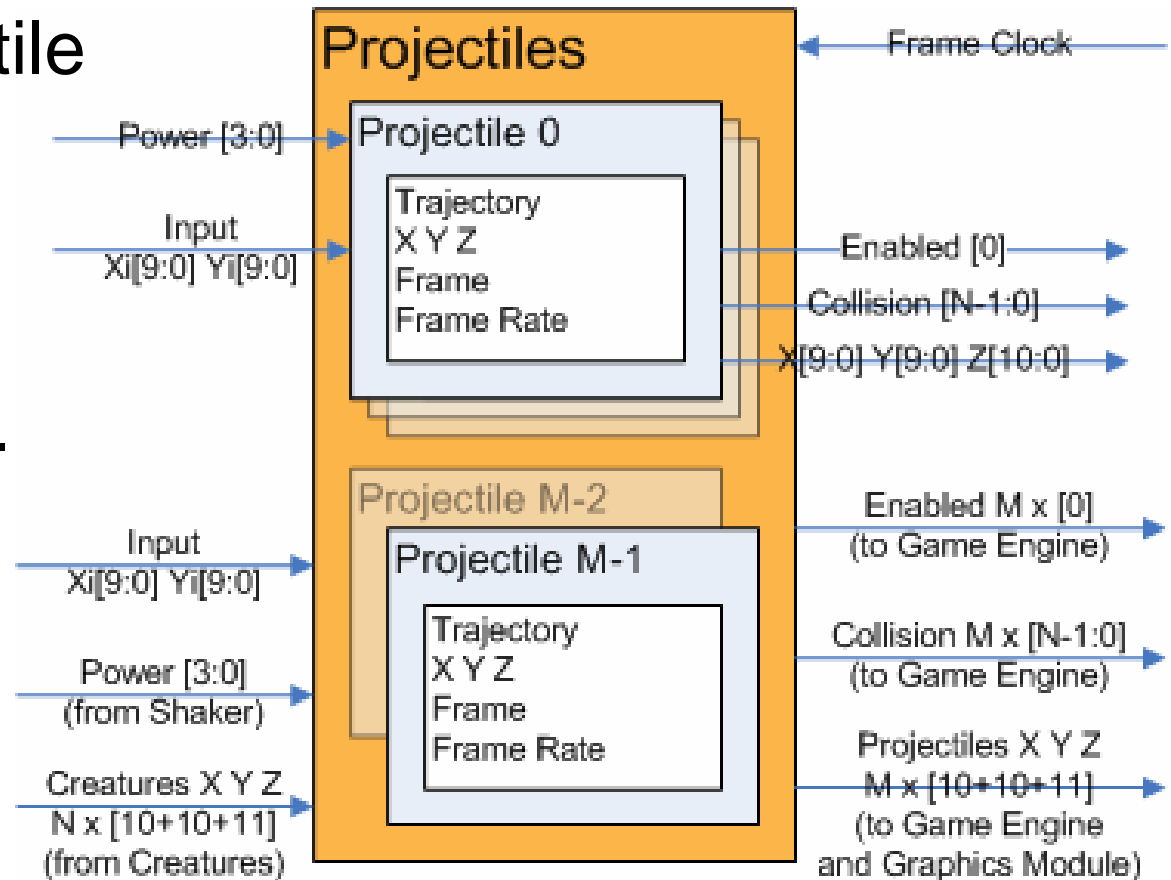 tile
Projectiles
Frame Clock
Power [3:0]
Projectile 0
Input
Xi[9:0] Yi[9:0]
Trajectory
X Y Z
Frame
Frame Rate
Enabled [0]
Collision [N-1:0]
X[9:0] Y[9:0] Z[10:0]
.
Projectile M-2
Projectile M-1
Input
Xi[9:0] Yi[9:0]
Trajectory
X Y Z
Frame
Frame Rate
Power [3:0]
(from Shaker)
Creatures X Y Z
N x [10+10+11]
(from Creatures)
Enabled M x [0]
(to Game Engine)
Collision M x [N-1:0]
(to Game Engine)
Projectiles X Y Z
M x [10+10+11]
(to Game Engine
and Graphics Module)